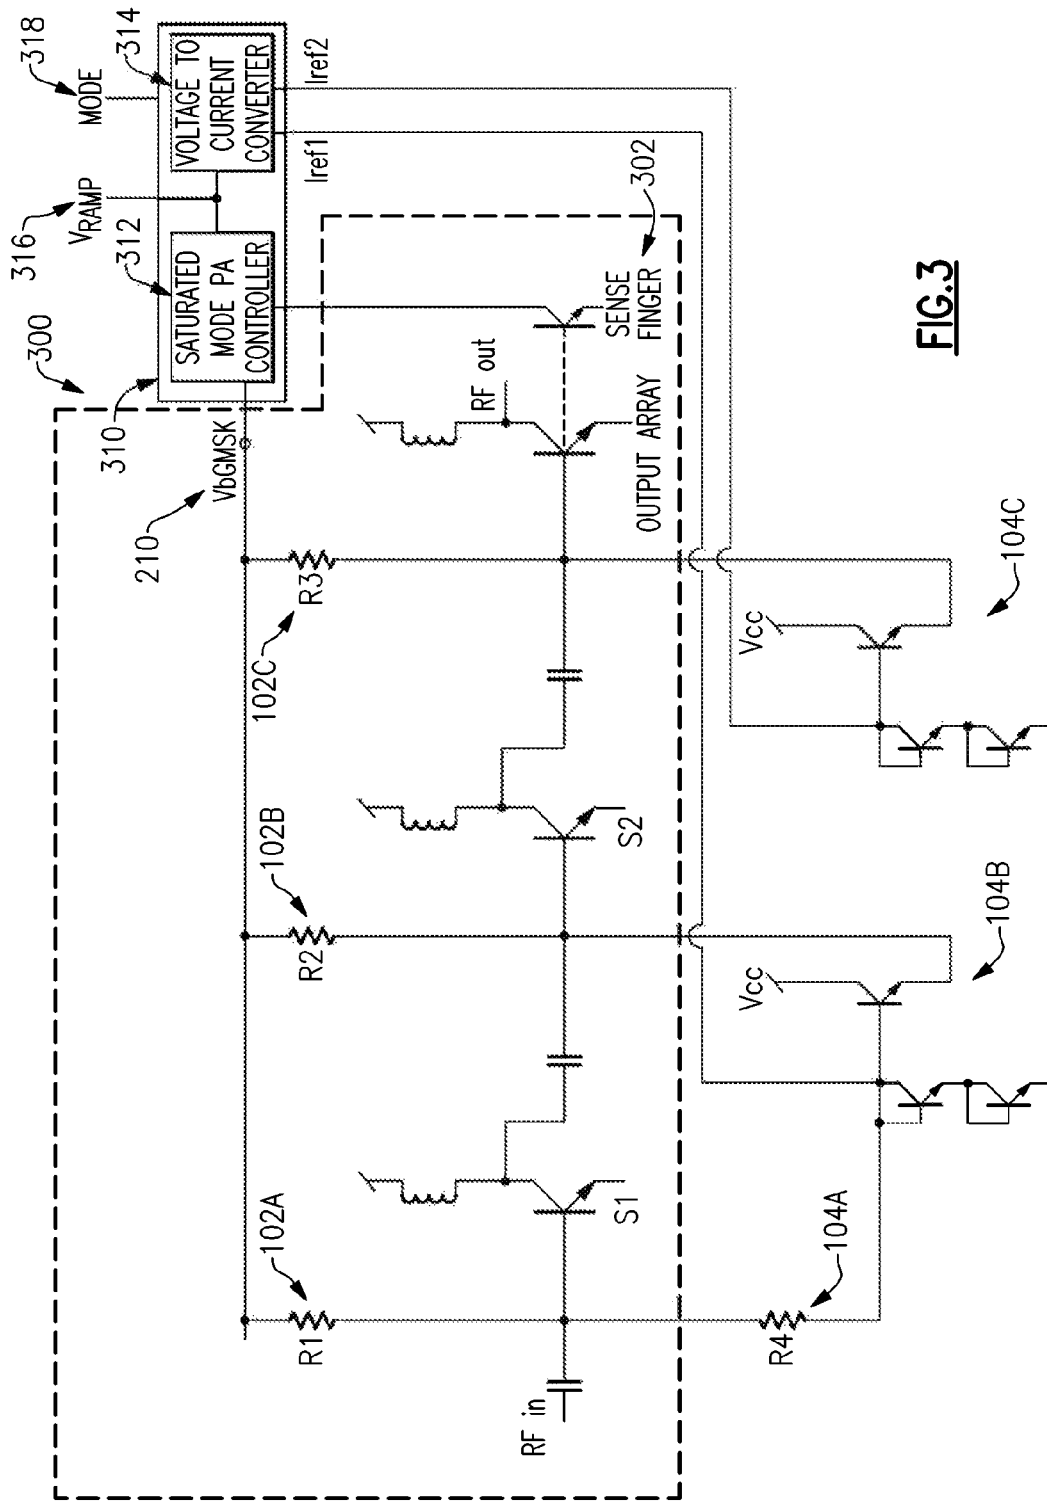 300
310
312
SATURATED
MODE PA
CONTROLLER
316
VRAMP
318
MODE
314
VOLTAGE TO
CURRENT
CONVERTER
Iref1
Iref2
210
VbGMSK
102A
R1
102B
R2
102C
R3
RF in
S1
S2
RF out
OUTPUT ARRAY
SENSE
FINGER
302
R4
104A
Vcc
104B
Vcc
104C
FIG.3